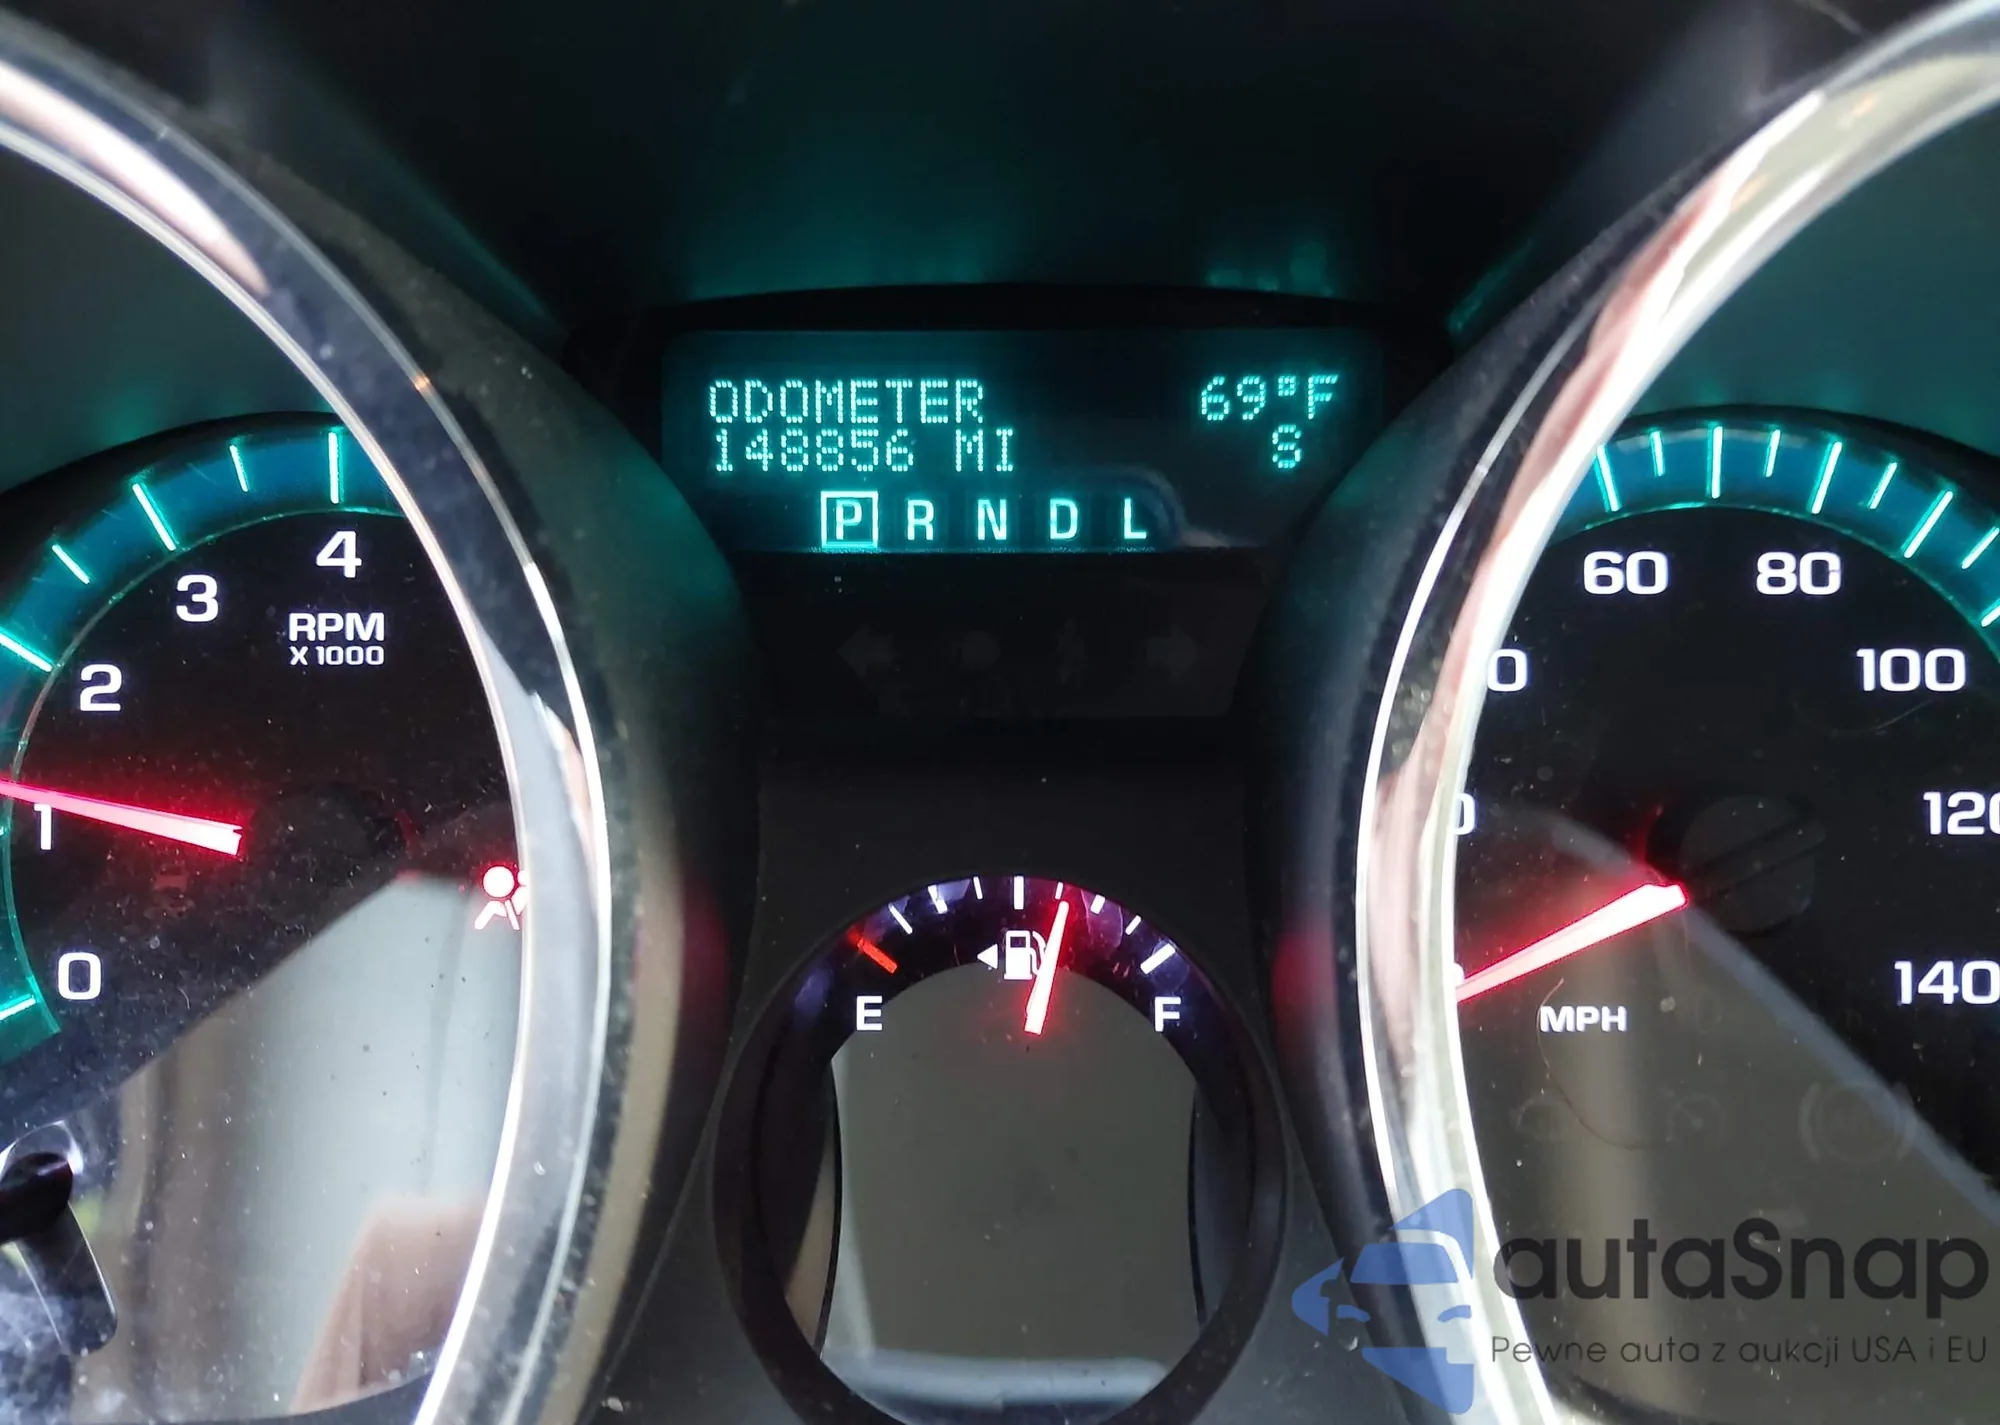 ODOMETER 69°F
148856 MI S
P R N D L
4
3
RPM
X 1000
2
1
0
60 80
100
120
140
MPH
E F
autaSnap
Pewne auta z aukcji USA i EU